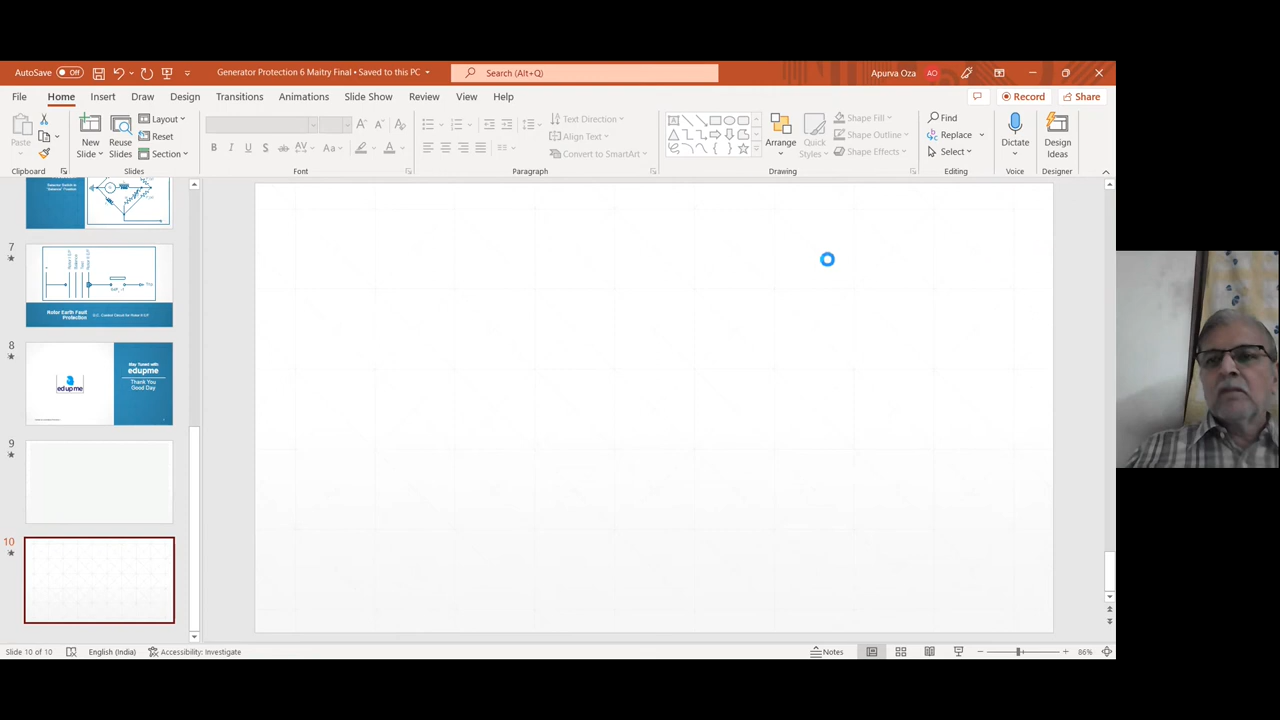 AutoSave Off
Generator Protection 6 Maitry Final • Saved to this PC
Search (Alt+Q)
Apurva Oza AO
File Home Insert Draw Design Transitions Animations Slide Show Review View Help
Record Share
Paste
New Slide
Reuse Slides
Layout
Reset
Section
B I U S ab AV Aa A
Text Direction
Align Text
Convert to SmartArt
Arrange
Quick Styles
Shape Fill
Shape Outline
Shape Effects
Find
Replace
Select
Dictate
Design Ideas
Clipboard Slides Font Paragraph Drawing Editing Voice Designer
7
Rotor Earth Fault
Protection
8
edupme
Stay Tuned with
edupme
Thank You
Good Day
9
10
Slide 10 of 10 English (India) Accessibility: Investigate Notes 86%